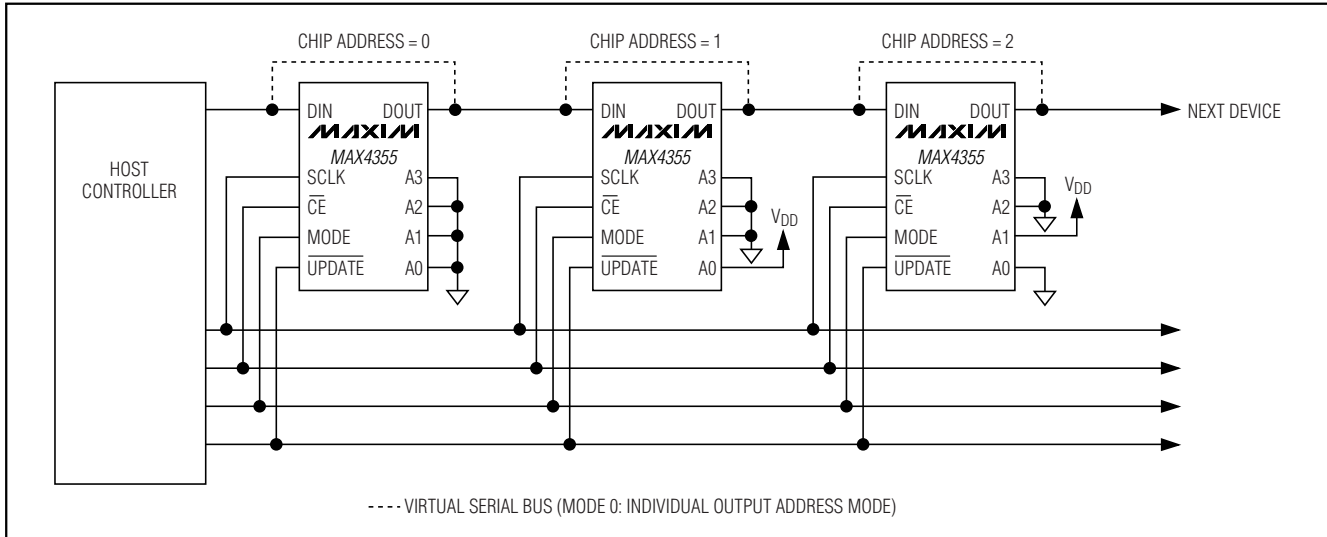 CHIP ADDRESS = 0
CHIP ADDRESS = 1
CHIP ADDRESS = 2
HOST
CONTROLLER
DIN DOUT
MAXIM
MAX4355
SCLK A3
CE A2
MODE A1
UPDATE A0
DIN DOUT
MAXIM
MAX4355
SCLK A3
CE A2
MODE A1
UPDATE A0
VDD
DIN DOUT
MAXIM
MAX4355
SCLK A3
CE A2
MODE A1
UPDATE A0
VDD
NEXT DEVICE
VIRTUAL SERIAL BUS (MODE 0: INDIVIDUAL OUTPUT ADDRESS MODE)